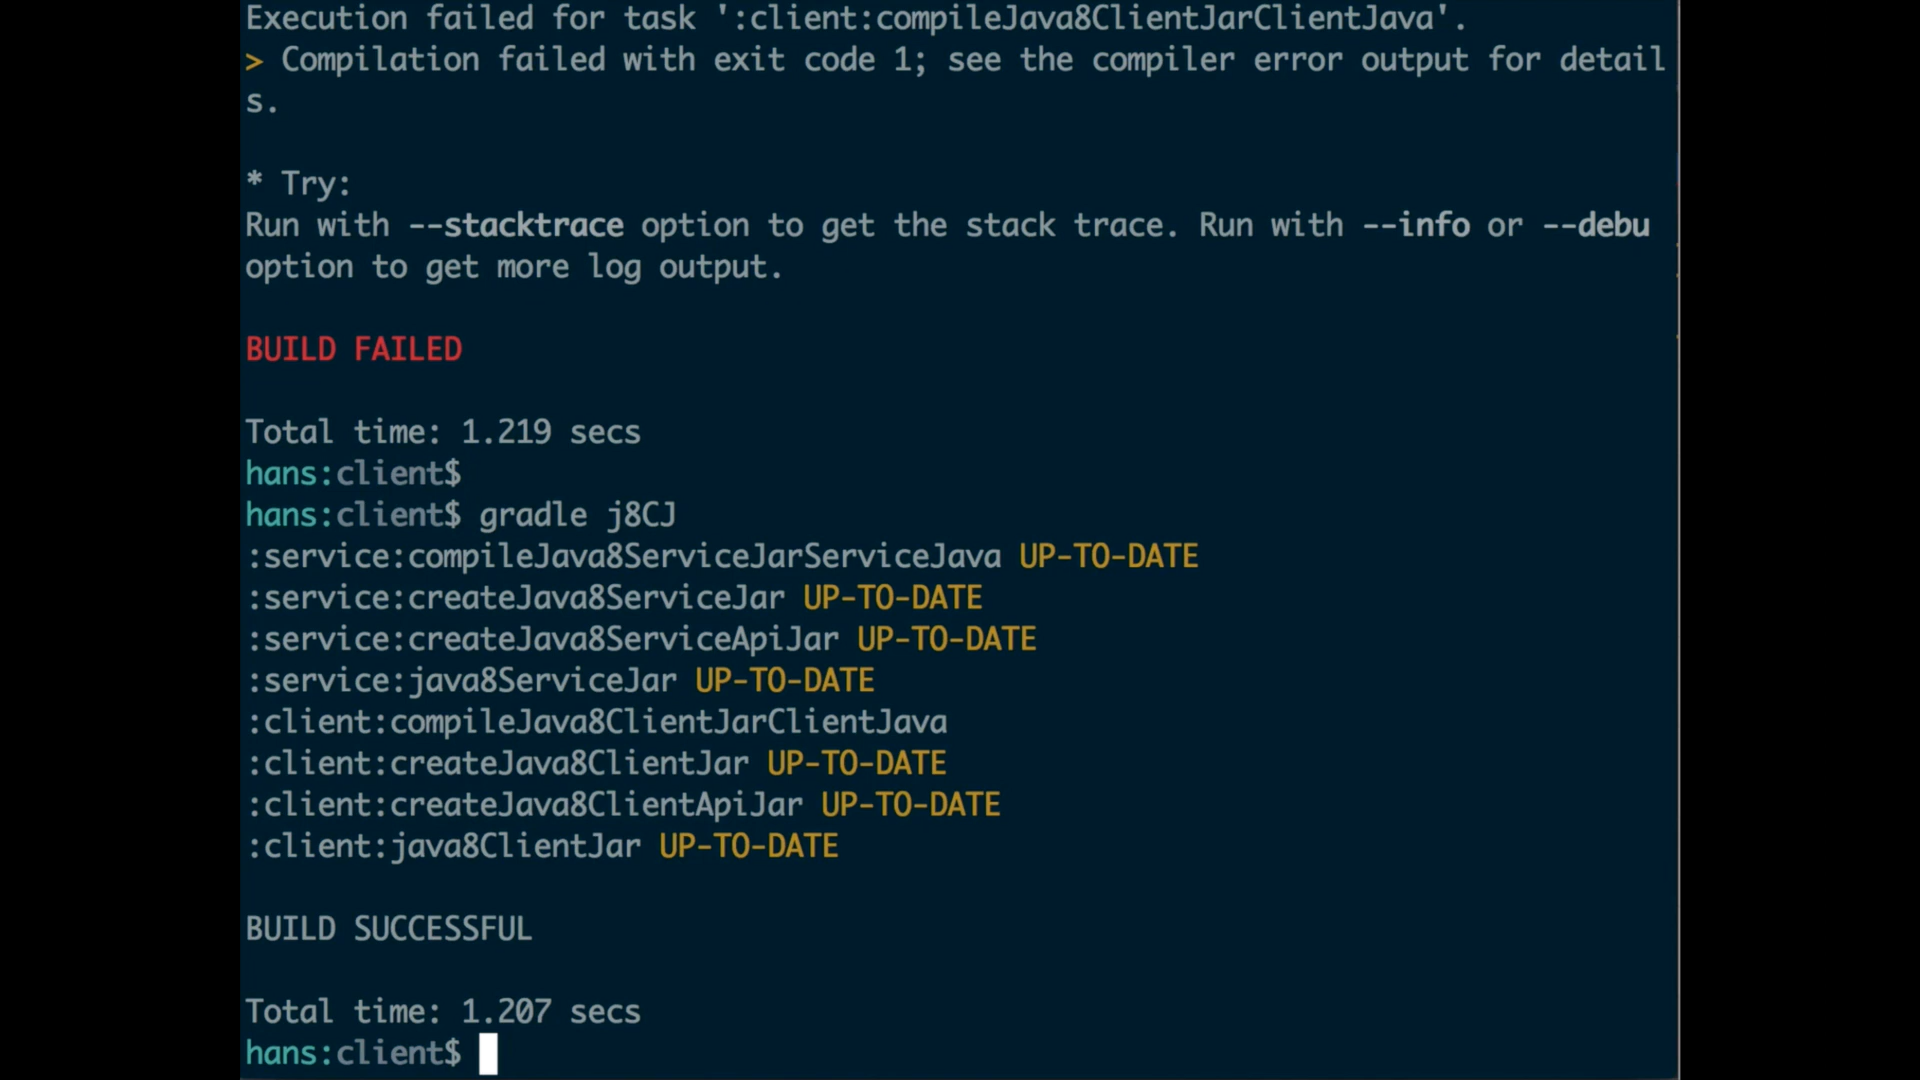 Execution failed for task ':client:compileJava8ClientJarClientJava'.
> Compilation failed with exit code 1; see the compiler error output for detail
s.
* Try:
Run with --stacktrace option to get the stack trace. Run with --info or --debu
option to get more log output.
BUILD FAILED
Total time: 1.219 secs
hans:client$
hans:client$ gradle j8CJ
:service:compileJava8ServiceJarServiceJava UP-TO-DATE
:service:createJava8ServiceJar UP-TO-DATE
:service:createJava8ServiceApiJar UP-TO-DATE
:service:java8ServiceJar UP-TO-DATE
:client:compileJava8ClientJarClientJava
:client:createJava8ClientJar UP-TO-DATE
:client:createJava8ClientApiJar UP-TO-DATE
:client:java8ClientJar UP-TO-DATE
BUILD SUCCESSFUL
Total time: 1.207 secs
hans:client$